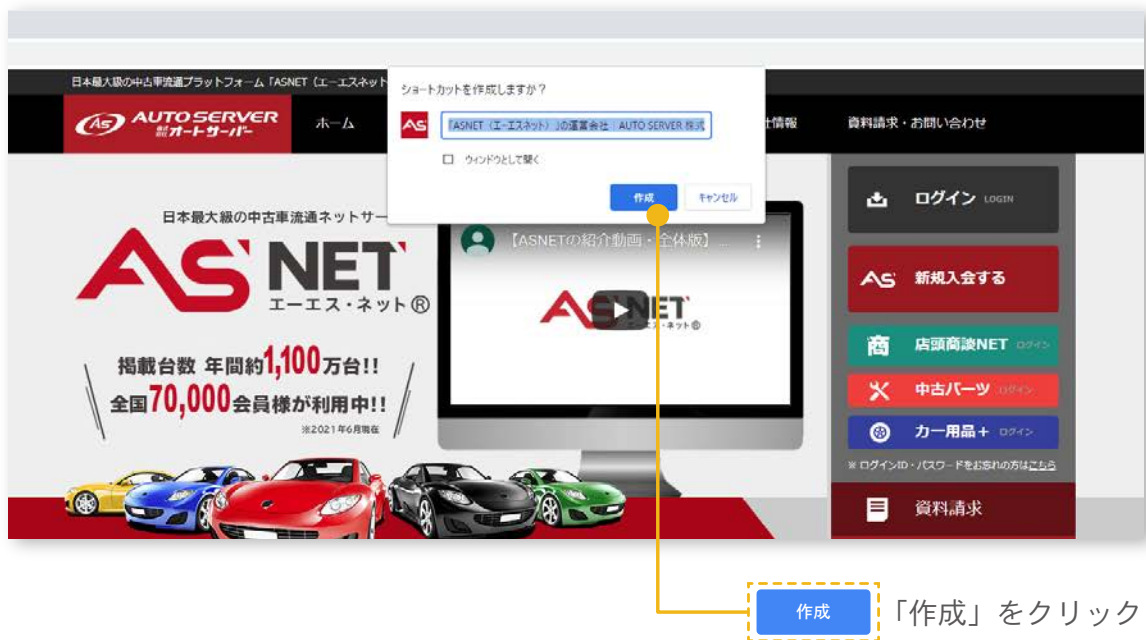 日本最大級の中古車流通プラットフォーム「ASNET（エーエスネット
AS AUTO SERVER
株式会社オートサーバー
ホーム
社情報
資料請求・お問い合わせ
ショートカットを作成しますか？
AS 「ASNET（エーエスネット）」の運営会社｜AUTO SERVER 株式
ウィンドウとして開く
作成 キャンセル
日本最大級の中古車流通ネットサー
AS NET
エーエス・ネット®
掲載台数 年間約1,100万台!!
全国70,000会員様が利用中!!
※2021年6月現在
【ASNETの紹介動画・全体版】 ...
AS NET
エーエス・ネット®
ログイン LOGIN
AS 新規入会する
商 店頭商談NET ログイン
中古パーツ ログイン
カー用品＋ ログイン
※ ログインID・パスワードをお忘れの方はこちら
資料請求
作成 「作成」をクリック